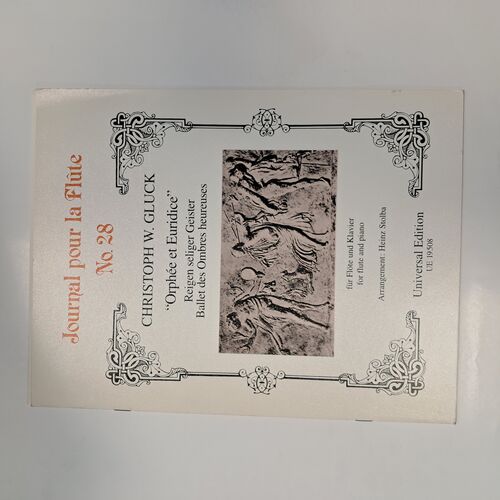 Journal pour la Flûte
No. 28
CHRISTOPH W. GLUCK
"Orphée et Euridice"
Reigen seliger Geister
Ballet des Ombres heureuses
für Flöte und Klavier
for flute and piano
Arrangement: Heinz Stolba
Universal Edition
UE 19508